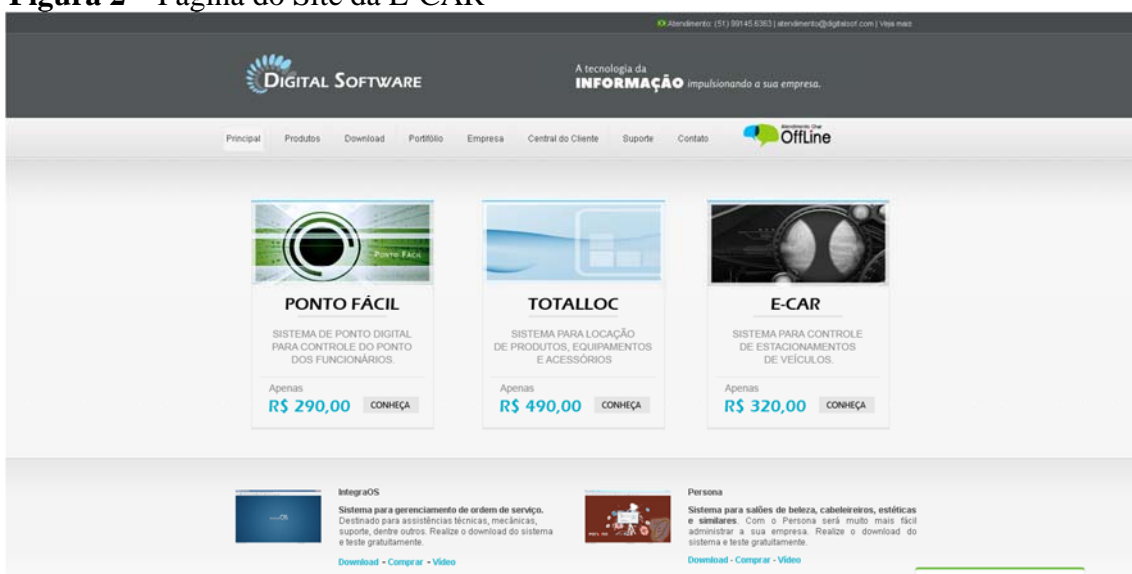 Figura 2 – Página do Site da E-CAR
Atendimento: (51) 99145.6363 | atendimento@digitalsof.com | Veja mais
DIGITAL SOFTWARE
A tecnologia da
INFORMAÇÃO impulsionando a sua empresa.
Principal Produtos Download Portifólio Empresa Central do Cliente Suporte Contato
Atendimento Chat
OffLine
PONTO FÁCIL
PONTO FÁCIL
SISTEMA DE PONTO DIGITAL
PARA CONTROLE DO PONTO
DOS FUNCIONÁRIOS.
Apenas
R$ 290,00 CONHEÇA
TOTALLOC
SISTEMA PARA LOCAÇÃO
DE PRODUTOS, EQUIPAMENTOS
E ACESSÓRIOS
Apenas
R$ 490,00 CONHEÇA
E-CAR
SISTEMA PARA CONTROLE
DE ESTACIONAMENTOS
DE VEÍCULOS.
Apenas
R$ 320,00 CONHEÇA
IntegraOS
Sistema para gerenciamento de ordem de serviço.
Destinado para assistências técnicas, mecânicas,
suporte, dentre outros. Realize o download do sistema
e teste gratuitamente.
Download - Comprar - Vídeo
Persona
Sistema para salões de beleza, cabeleireiros, estéticas
e similares. Com o Persona será muito mais fácil
administrar a sua empresa. Realize o download do
sistema e teste gratuitamente.
Download - Comprar - Vídeo